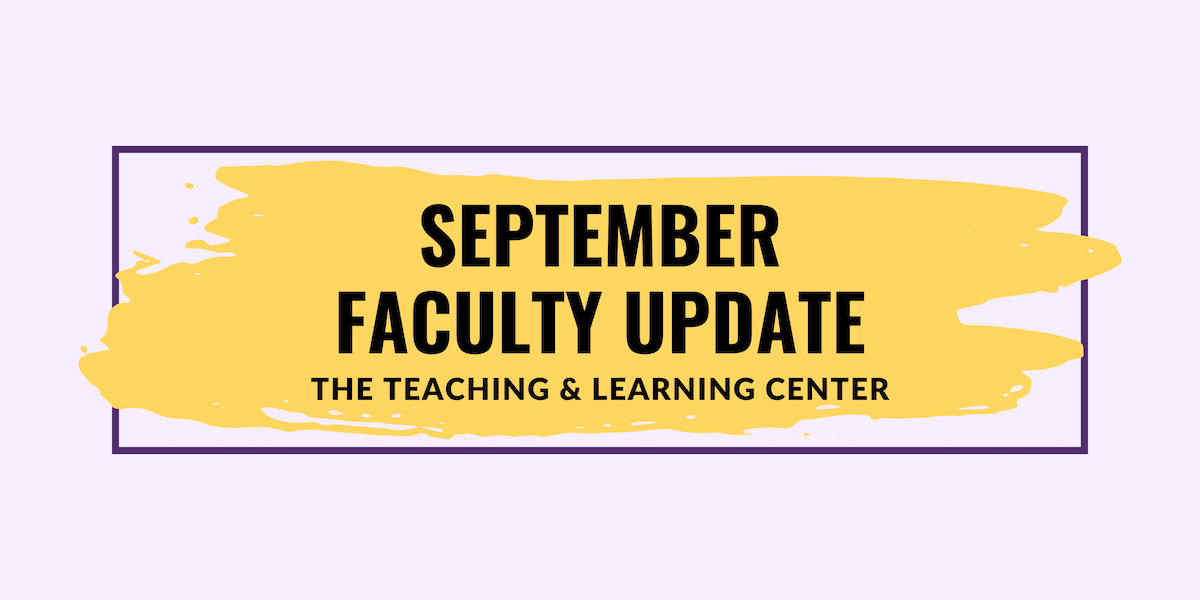 SEPTEMBER
FACULTY UPDATE
THE TEACHING & LEARNING CENTER